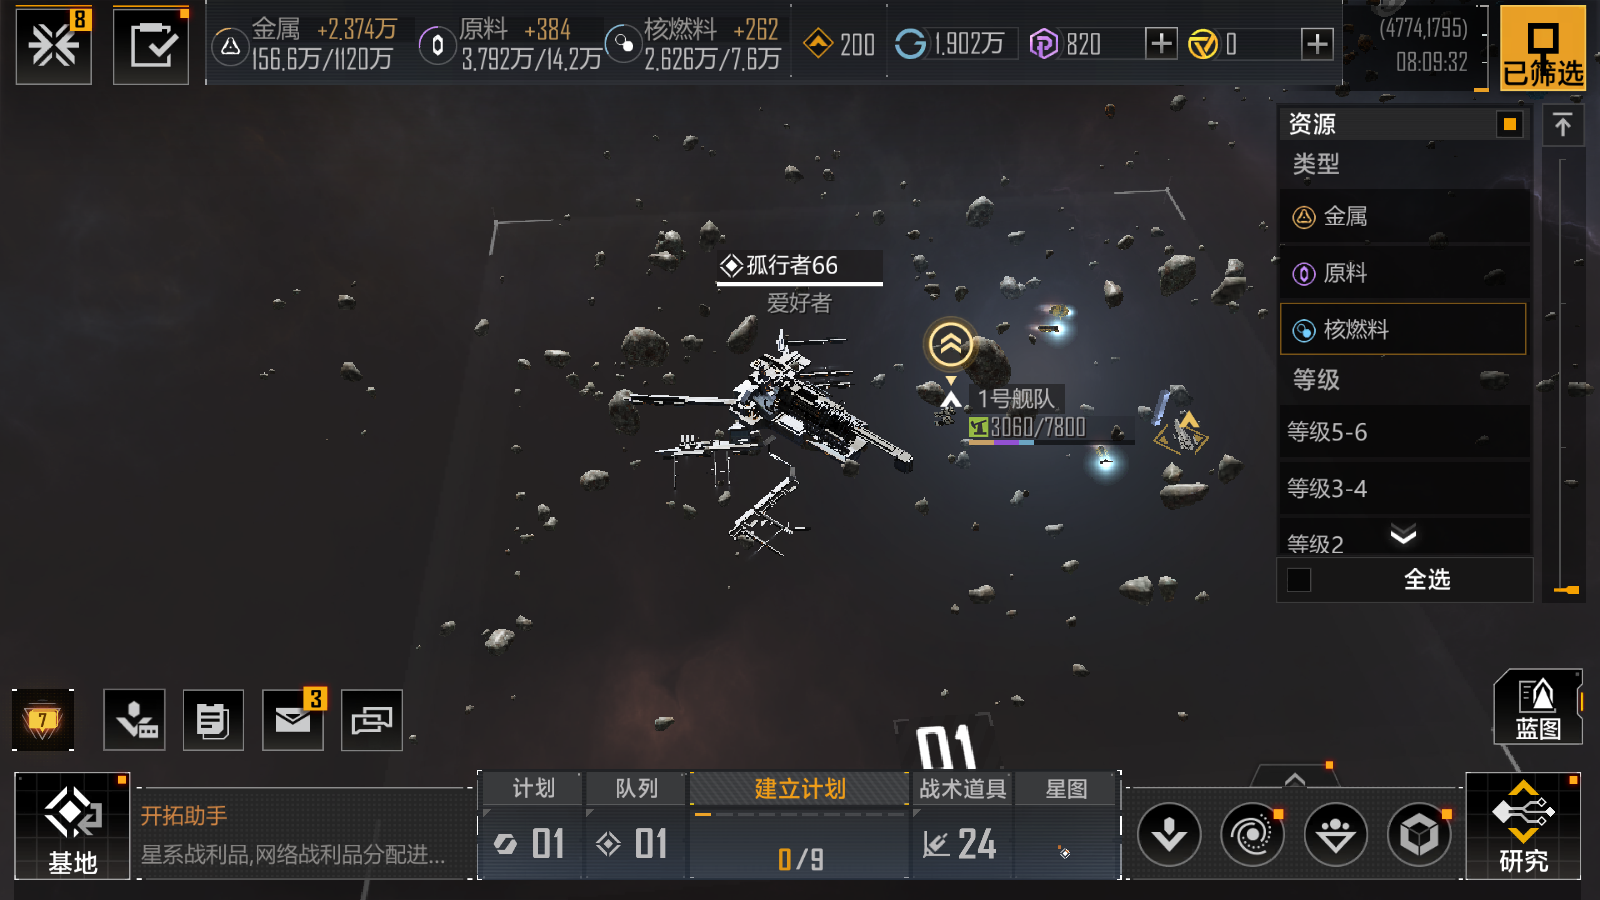 8
金属 +2.374万
156.6万/1120万
原料 +384
3.792万/14.2万
核燃料 +262
2.626万/7.6万
200
1.902万
820
0
(4774,1795)
08:09:32
已筛选
资源
类型
金属
原料
核燃料
等级
等级5-6
等级3-4
等级2
全选
孤行者66
爱好者
1号舰队
3060/7800
7
3
蓝图
01
基地
开拓助手
星系战利品,网络战利品分配进...
计划
01
队列
01
建立计划
0/9
战术道具
24
星图
研究